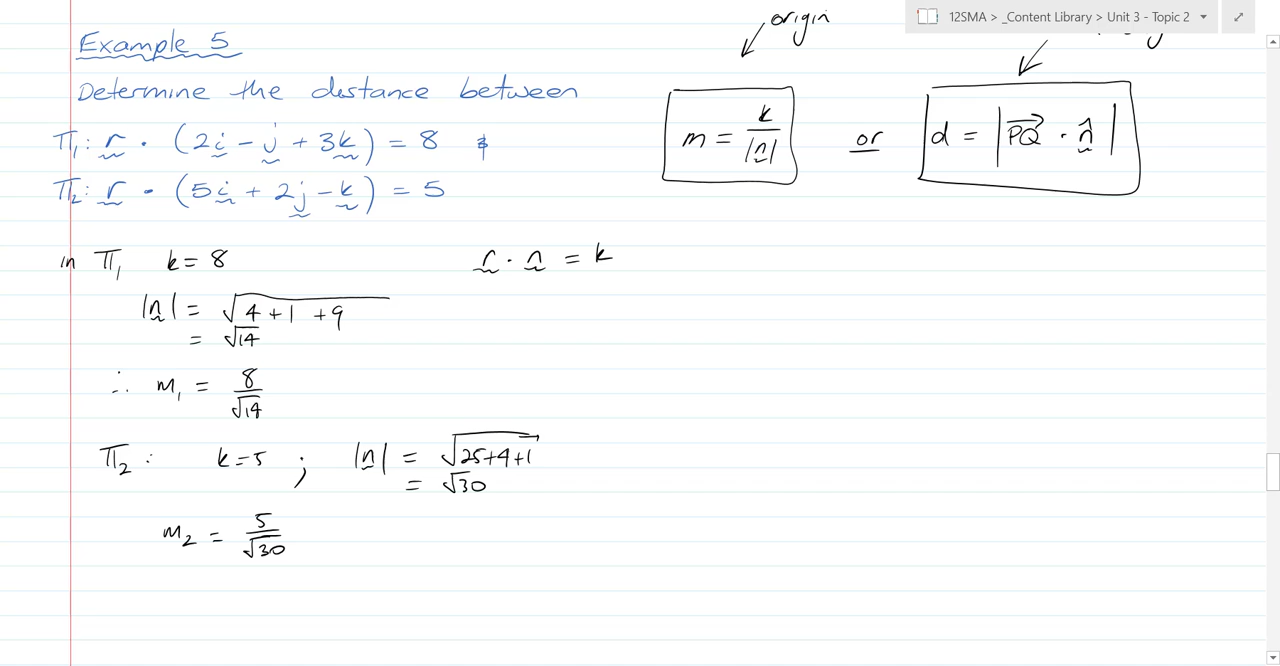 12SMA > _Content Library > Unit 3 - Topic 2
origin
Example 5
Determine the distance between
π₁: r · (2i - j + 3k) = 8 &
π₂: r · (5i + 2j - k) = 5
m = k/|n| or d = |PQ · n̂|
in π₁ k = 8
r · n = k
|n| = √(4 + 1 + 9)
= √14
∴ m₁ = 8/√14
π₂: k = 5 ; |n| = √(25+4+1)
= √30
m₂ = 5/√30